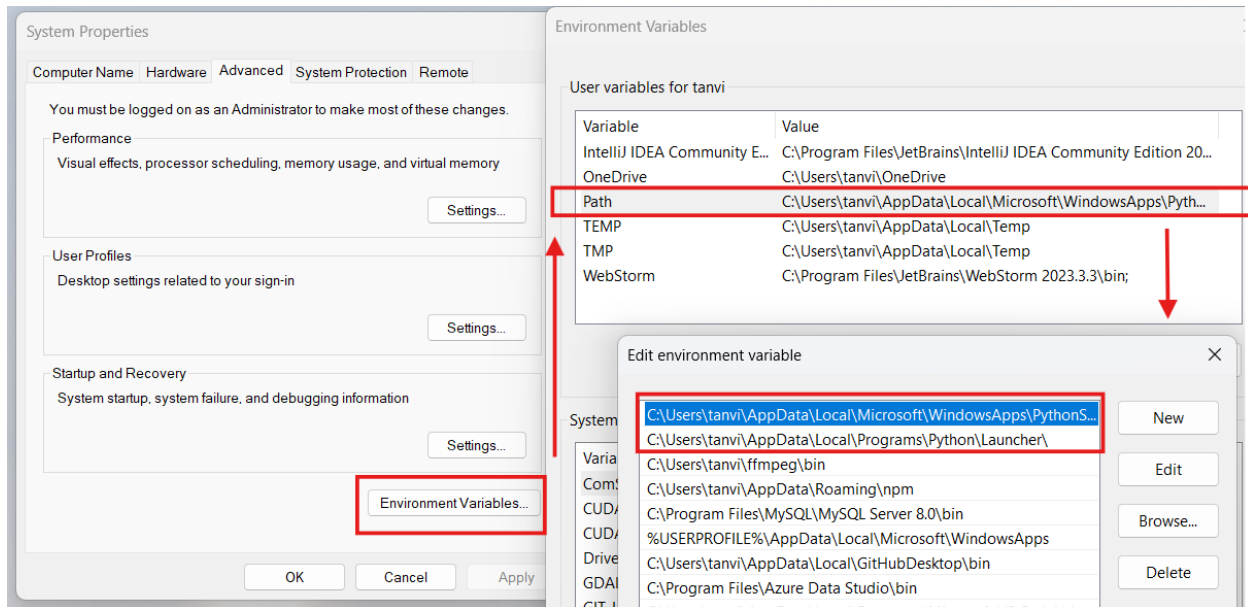 System Properties
Computer Name Hardware Advanced System Protection Remote
You must be logged on as an Administrator to make most of these changes.
Performance
Visual effects, processor scheduling, memory usage, and virtual memory
Settings...
User Profiles
Desktop settings related to your sign-in
Settings...
Startup and Recovery
System startup, system failure, and debugging information
Settings...
Environment Variables...
OK Cancel Apply
Environment Variables
User variables for tanvi
Variable Value
IntelliJ IDEA Community E... C:\Program Files\JetBrains\IntelliJ IDEA Community Edition 20...
OneDrive C:\Users\tanvi\OneDrive
Path C:\Users\tanvi\AppData\Local\Microsoft\WindowsApps\Pyth...
TEMP C:\Users\tanvi\AppData\Local\Temp
TMP C:\Users\tanvi\AppData\Local\Temp
WebStorm C:\Program Files\JetBrains\WebStorm 2023.3.3\bin;
System
Varia
Com
CUDA
CUD
Drive
GDAL
Edit environment variable
C:\Users\tanvi\AppData\Local\Microsoft\WindowsApps\PythonS...
C:\Users\tanvi\AppData\Local\Programs\Python\Launcher\
C:\Users\tanvi\ffmpeg\bin
C:\Users\tanvi\AppData\Roaming\npm
C:\Program Files\MySQL\MySQL Server 8.0\bin
%USERPROFILE%\AppData\Local\Microsoft\WindowsApps
C:\Users\tanvi\AppData\Local\GitHubDesktop\bin
C:\Program Files\Azure Data Studio\bin
New
Edit
Browse...
Delete